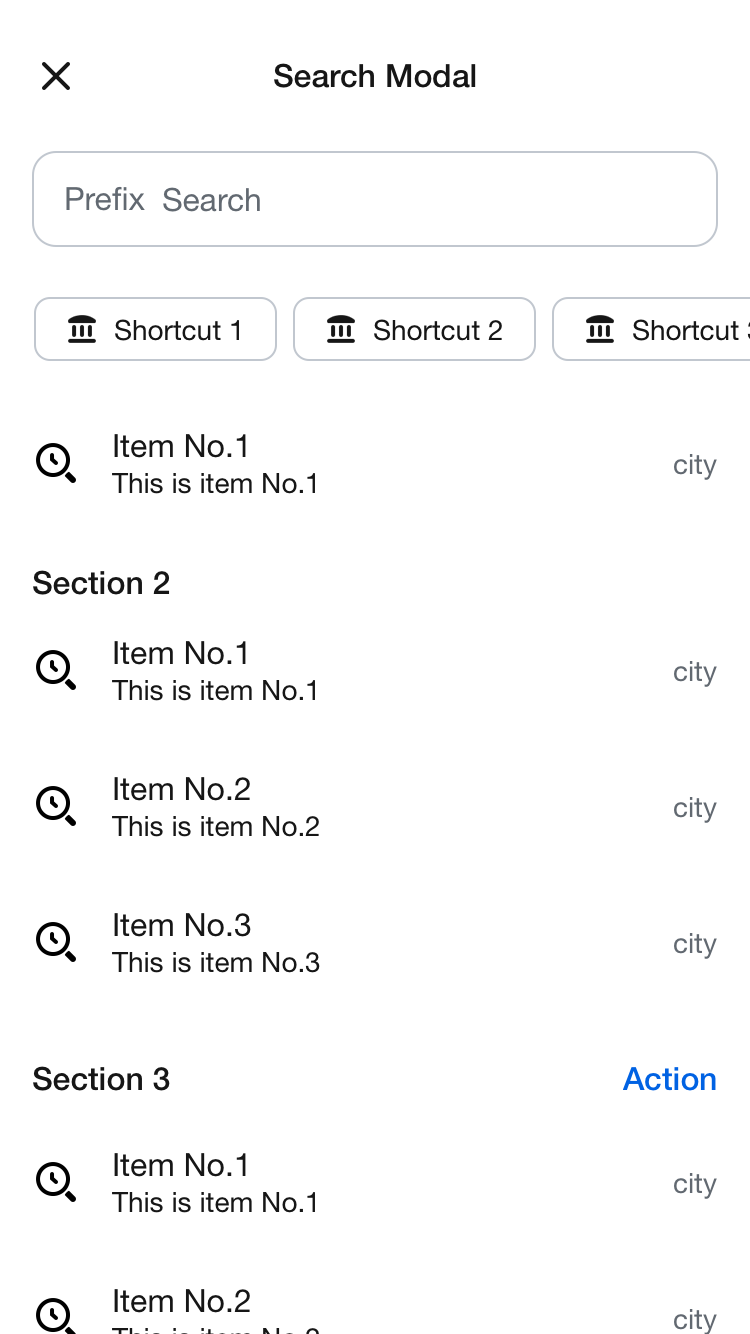 Search Modal
Prefix Search
Shortcut 1 Shortcut 2 Shortcut
Item No.1
This is item No.1
city
Section 2
Item No.1
This is item No.1
city
Item No.2
This is item No.2
city
Item No.3
This is item No.3
city
Section 3 Action
Item No.1
This is item No.1
city
Item No.2
city